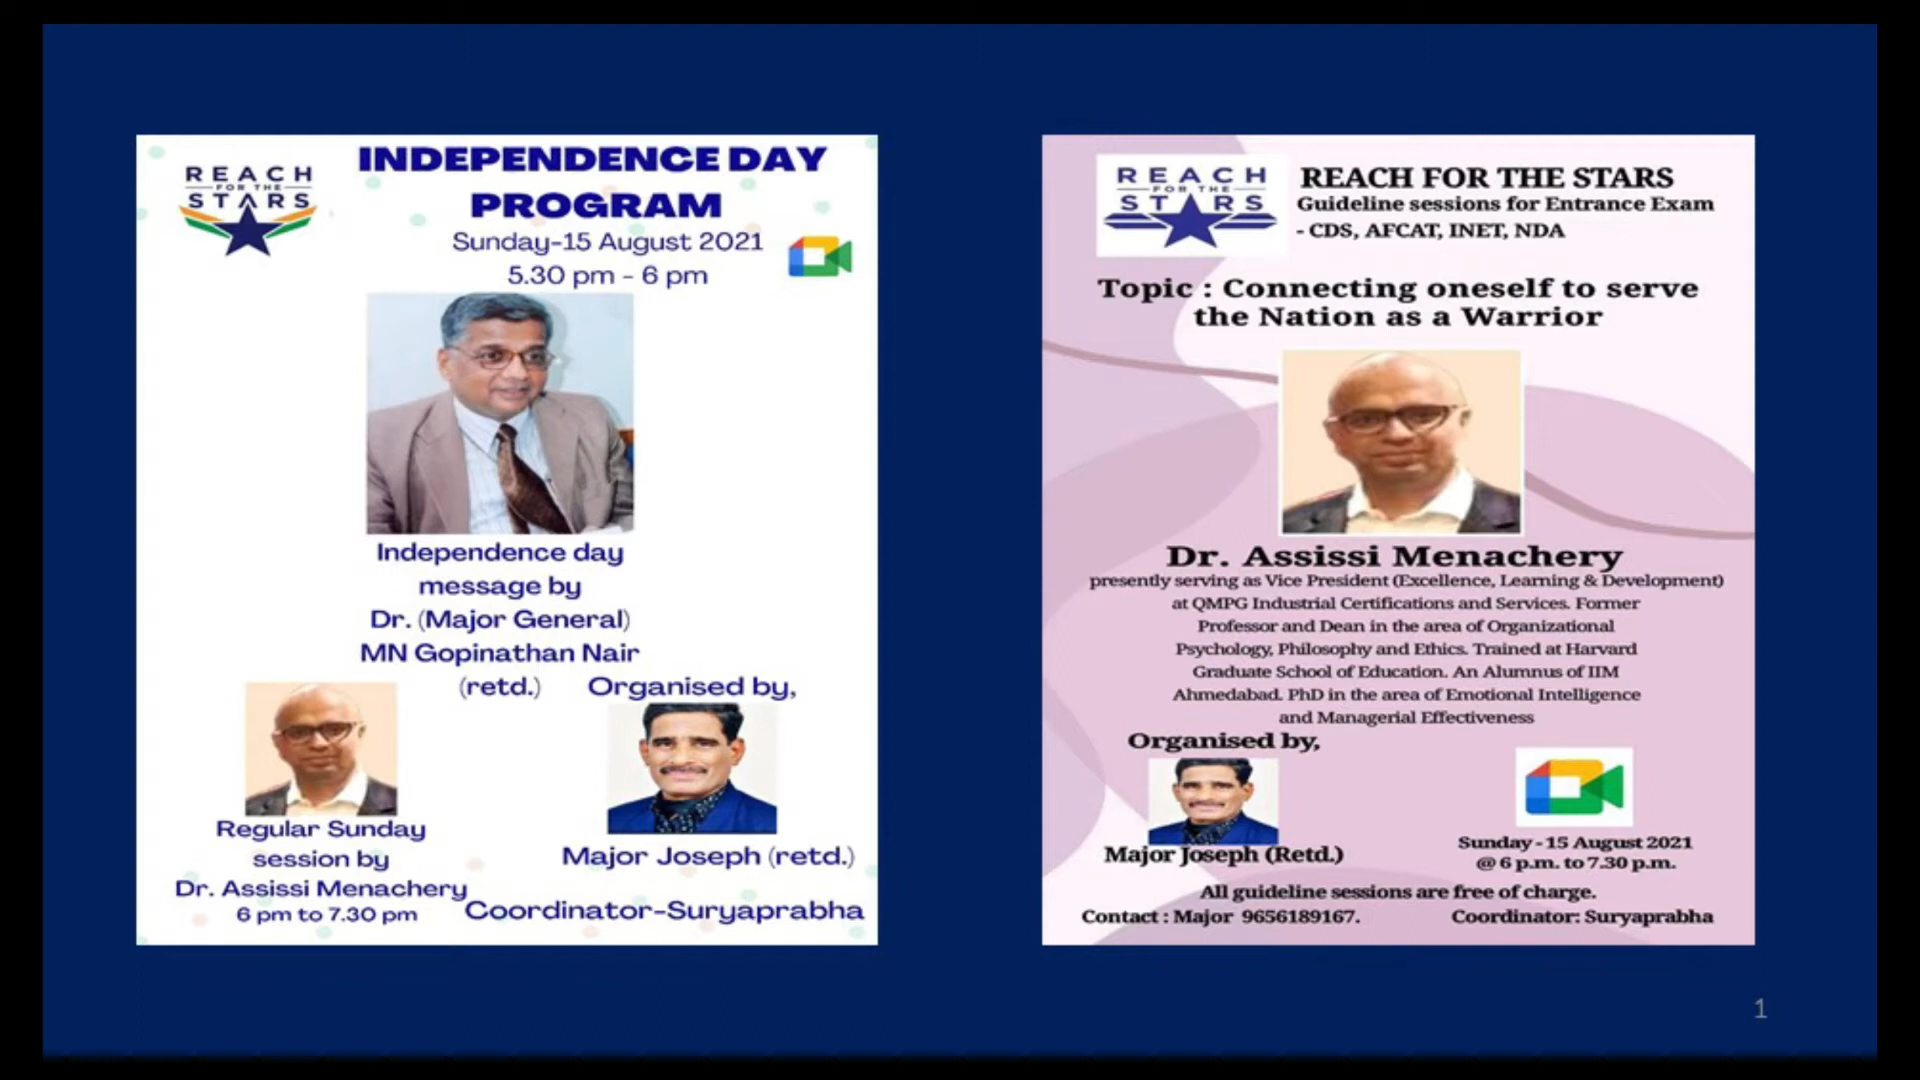 REACH
FOR THE
STARS
INDEPENDENCE DAY
PROGRAM
Sunday-15 August 2021
5.30 pm - 6 pm
Independence day
message by
Dr. (Major General)
MN Gopinathan Nair
(retd.)
Organised by,
Regular Sunday
session by
Dr. Assissi Menachery
6 pm to 7.30 pm
Major Joseph (retd.)
Coordinator-Suryaprabha
REACH
FOR THE
STARS
REACH FOR THE STARS
Guideline sessions for Entrance Exam
- CDS, AFCAT, INET, NDA
Topic : Connecting oneself to serve
the Nation as a Warrior
Dr. Assissi Menachery
presently serving as Vice President (Excellence, Learning & Development)
at QMPG Industrial Certifications and Services. Former
Professor and Dean in the area of Organizational
Psychology, Philosophy and Ethics. Trained at Harvard
Graduate School of Education. An Alumnus of IIM
Ahmedabad. PhD in the area of Emotional Intelligence
and Managerial Effectiveness
Organised by,
Major Joseph (Retd.)
Sunday - 15 August 2021
@ 6 p.m. to 7.30 p.m.
All guideline sessions are free of charge.
Contact : Major 9656189167.
Coordinator: Suryaprabha
1